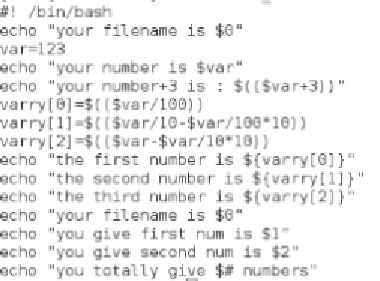 #! /bin/bash
echo "your filename is $0"
var=123
echo "your number is $var"
echo "your number+3 is : $(($var+3))"
varry[0]=$(($var/100))
varry[1]=$(($var/10-$var/100*10))
varry[2]=$(($var-$var/10*10))
echo "the first number is ${varry[0]}"
echo "the second number is ${varry[1]}"
echo "the third number is ${varry[2]}"
echo "your filename is $0"
echo "you give first num is $1"
echo "you give second num is $2"
echo "you totally give $# numbers"